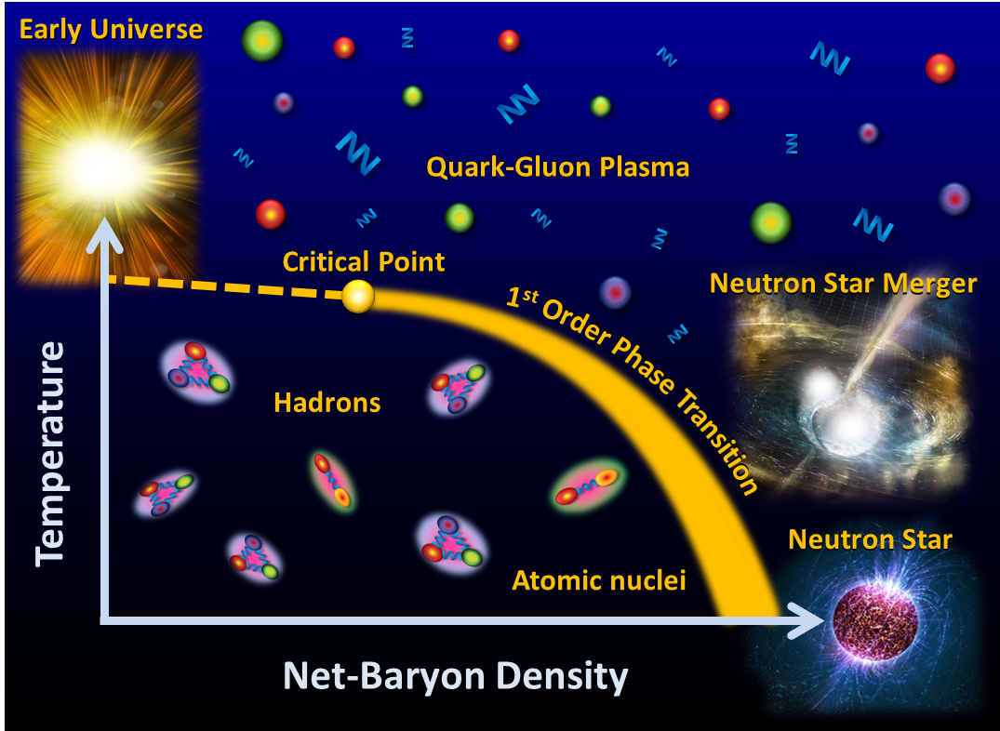 Early Universe
Quark-Gluon Plasma
Critical Point
Neutron Star Merger
1st Order Phase Transition
Hadrons
Temperature
Neutron Star
Atomic nuclei
Net-Baryon Density